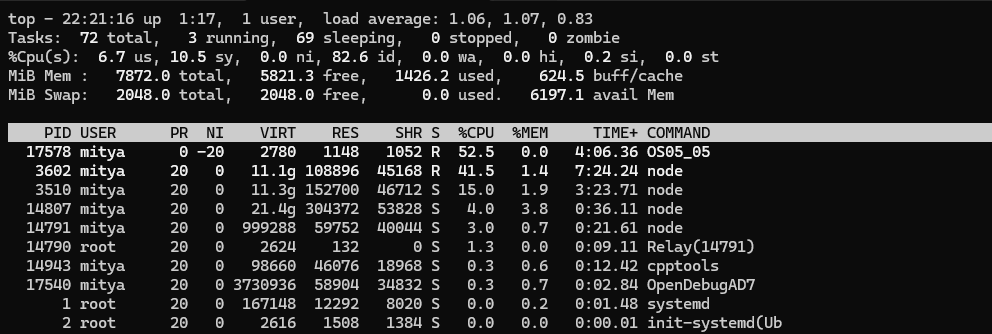 top - 22:21:16 up  1:17,  1 user,  load average: 1.06, 1.07, 0.83
Tasks:  72 total,   3 running,  69 sleeping,   0 stopped,   0 zombie
%Cpu(s):  6.7 us, 10.5 sy,  0.0 ni, 82.6 id,  0.0 wa,  0.0 hi,  0.2 si,  0.0 st
MiB Mem :   7872.0 total,   5821.3 free,   1426.2 used,    624.5 buff/cache
MiB Swap:   2048.0 total,   2048.0 free,      0.0 used.   6197.1 avail Mem
PID USER      PR  NI    VIRT    RES    SHR S  %CPU  %MEM     TIME+ COMMAND
17578 mitya      0 -20    2780   1148   1052 R  52.5   0.0   4:06.36 OS05_05
3602 mitya     20   0   11.1g 108896  45168 R  41.5   1.4   7:24.24 node
3510 mitya     20   0   11.3g 152700  46712 S  15.0   1.9   3:23.71 node
14807 mitya     20   0   21.4g 304372  53828 S   4.0   3.8   0:36.11 node
14791 mitya     20   0  999288  59752  40044 S   3.0   0.7   0:21.61 node
14790 root      20   0    2624    132      0 S   1.3   0.0   0:09.11 Relay(14791)
14943 mitya     20   0   98660  46076  18968 S   0.3   0.6   0:12.42 cpptools
17540 mitya     20   0 3730936  58904  34832 S   0.3   0.7   0:02.84 OpenDebugAD7
1 root      20   0  167148  12292   8020 S   0.0   0.2   0:01.48 systemd
2 root      20   0    2616   1508   1384 S   0.0   0.0   0:00.01 init-systemd(Ub